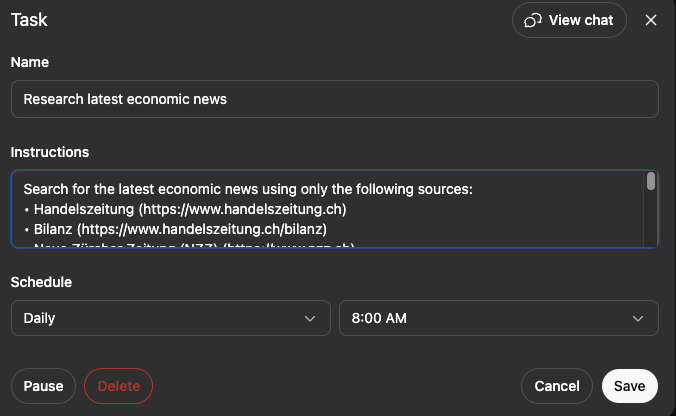 Task
View chat
Name
Research latest economic news
Instructions
Search for the latest economic news using only the following sources:
• Handelszeitung (https://www.handelszeitung.ch)
• Bilanz (https://www.handelszeitung.ch/bilanz)
• Neue Zürcher Zeitung (NZZ) (https://www.nzz.ch)
Schedule
Daily
8:00 AM
Pause
Delete
Cancel
Save